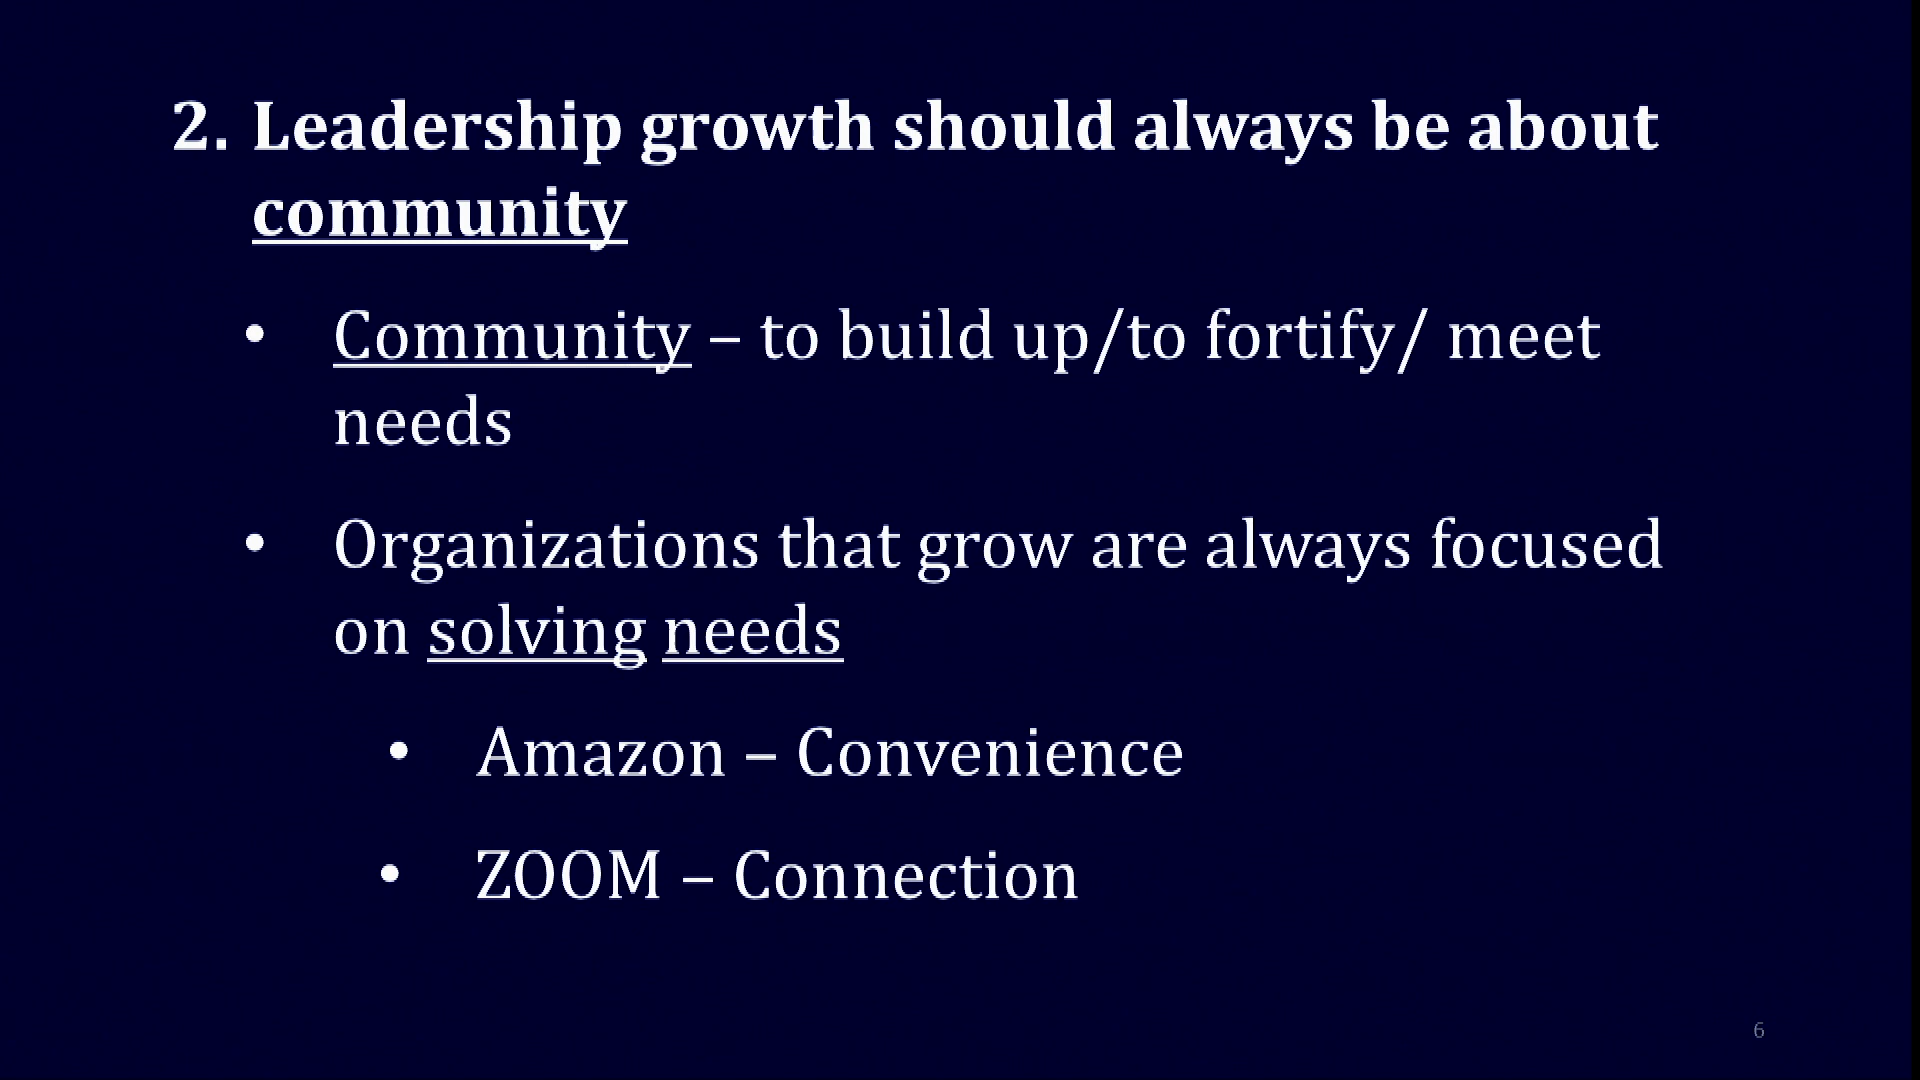 2. Leadership growth should always be about
community
• Community – to build up/to fortify/ meet
needs
• Organizations that grow are always focused
on solving needs
• Amazon – Convenience
• ZOOM – Connection
6